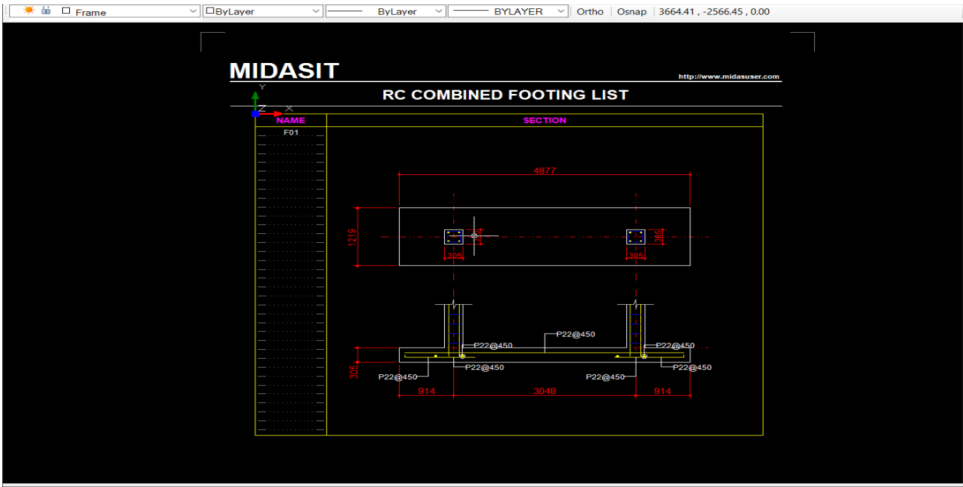 Frame ByLayer ByLayer BYLAYER Ortho Osnap 3664.41 , -2566.45 , 0.00
MIDASIT
http://www.midasuser.com
RC COMBINED FOOTING LIST
Y
Z X
NAME SECTION
F01
4877
1219
305 305
305 305
P22@450
P22@450 P22@450
P22@450 P22@450
P22@450 P22@450
305
914 3048 914